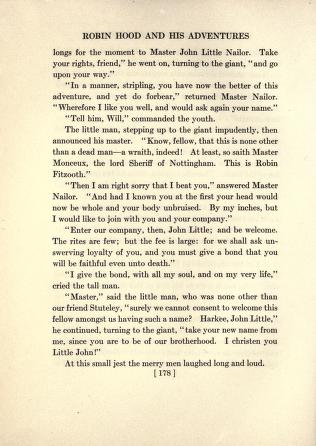 ROBIN HOOD AND HIS ADVENTURES
longs for the moment to Master John Little Nailor. Take
your rights, friend," he went on, turning to the giant, "and go
upon your way."
"In a manner, stripling, you have now the better of this
adventure, and yet do forbear," returned Master Nailor.
"Wherefore I like you well, and would ask again your name."
"Tell him, Will," commanded the youth.
The little man, stepping up to the giant impudently, then
announced his master. "Know, fellow, that this is none other
than a dead man—a wraith, indeed! At least, so saith Master
Monceux, the lord Sheriff of Nottingham. This is Robin
Fitzooth."
"Then I am right sorry that I beat you," answered Master
Nailor. "And had I known you at the first your head would
now be whole and your body unbruised. By my inches, but
I would like to join with you and your company."
"Enter our company, then, John Little; and be welcome.
The rites are few; but the fee is large: for we shall ask un-
swerving loyalty of you, and you must give a bond that you
will be faithful even unto death."
"I give the bond, with all my soul, and on my very life,"
cried the tall man.
"Master," said the little man, who was none other than
our friend Stuteley, "surely we cannot consent to welcome this
fellow amongst us having such a name? Harkee, John Little,"
he continued, turning to the giant, "take your new name from
me, since you are to be of our brotherhood. I christen you
Little John!"
At this small jest the merry men laughed long and loud.
[ 178 ]